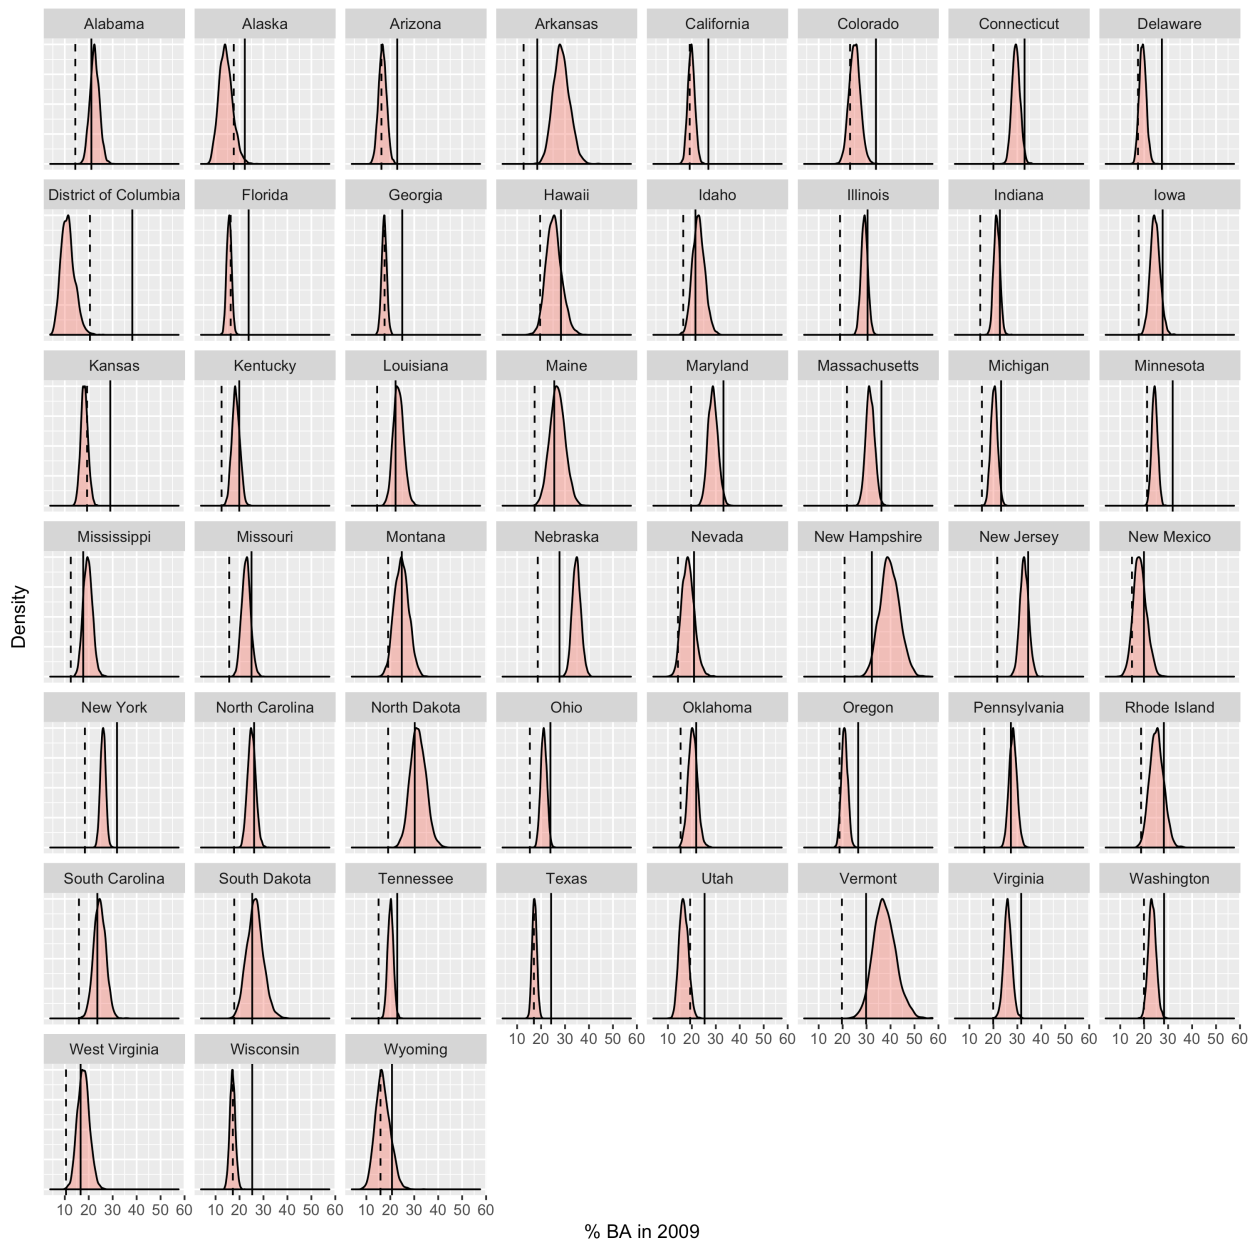 Alabama Alaska Arizona Arkansas California Colorado Connecticut Delaware
District of Columbia Florida Georgia Hawaii Idaho Illinois Indiana Iowa
Kansas Kentucky Louisiana Maine Maryland Massachusetts Michigan Minnesota
Mississippi Missouri Montana Nebraska Nevada New Hampshire New Jersey New Mexico
Density
New York North Carolina North Dakota Ohio Oklahoma Oregon Pennsylvania Rhode Island
South Carolina South Dakota Tennessee Texas Utah Vermont Virginia Washington
10 20 30 40 50 60 10 20 30 40 50 60 10 20 30 40 50 60 10 20 30 40 50 60 10 20 30 40 50 60
West Virginia Wisconsin Wyoming
10 20 30 40 50 60 10 20 30 40 50 60 10 20 30 40 50 60
% BA in 2009